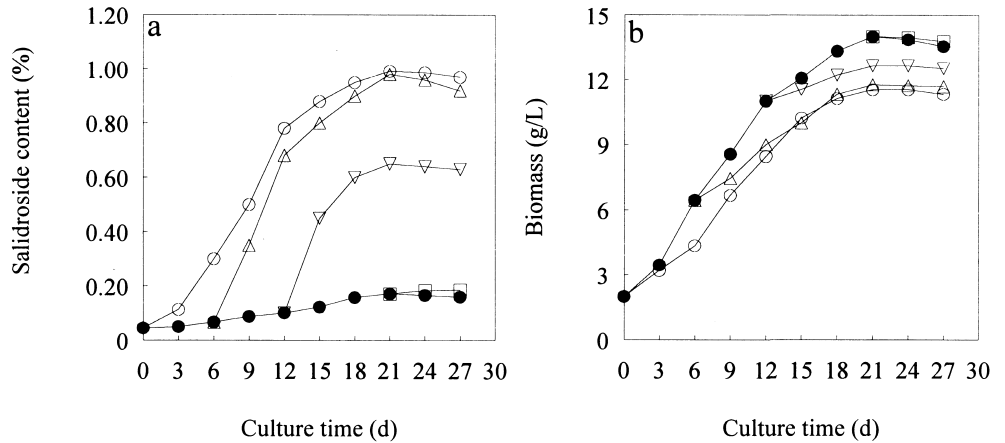 a
Salidroside content (%)
1.20
1.00
0.80
0.60
0.40
0.20
0
0 3 6 9 12 15 18 21 24 27 30
Culture time (d)
b
Biomass (g/L)
15
12
9
6
3
0
0 3 6 9 12 15 18 21 24 27 30
Culture time (d)